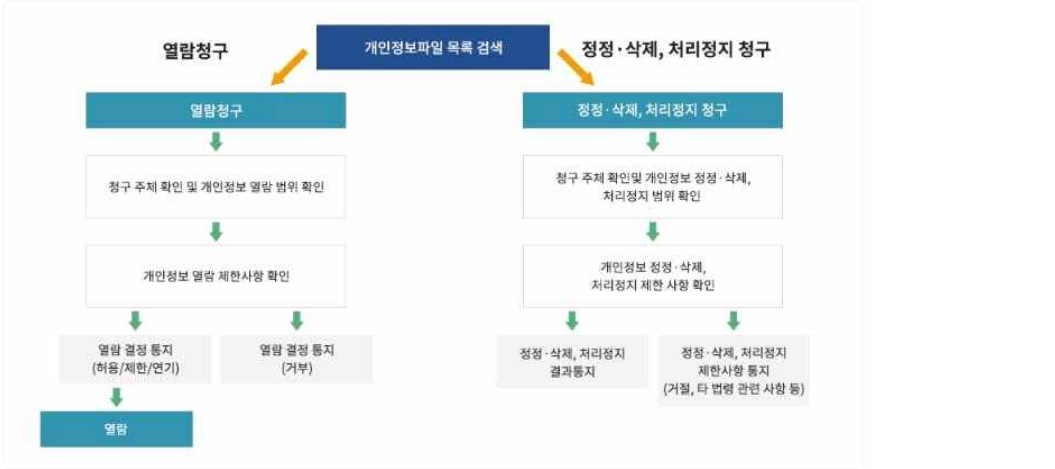 열람청구
개인정보파일 목록 검색
정정·삭제, 처리정지 청구
열람청구
청구 주체 확인 및 개인정보 열람 범위 확인
개인정보 열람 제한사항 확인
열람 결정 통지
(허용/제한/연기)
열람 결정 통지
(거부)
열람
정정·삭제, 처리정지 청구
청구 주체 확인및 개인정보 정정·삭제,
처리정지 범위 확인
개인정보 정정·삭제,
처리정지 제한 사항 확인
정정·삭제, 처리정지
결과통지
정정·삭제, 처리정지
제한사항 통지
(거절, 타 법령 관련 사항 등)